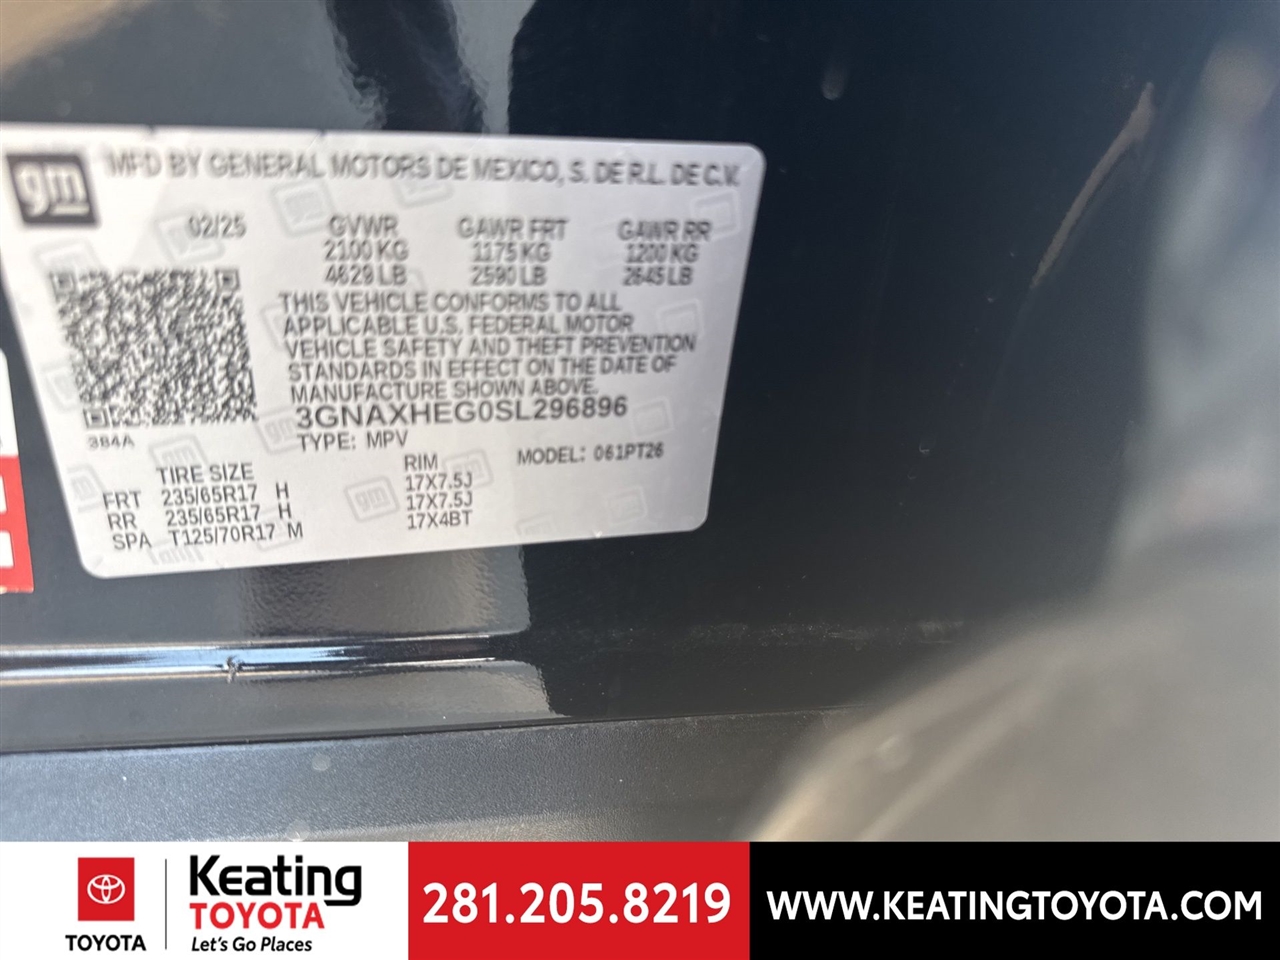 gm
MFD BY GENERAL MOTORS DE MEXICO, S. DE R.L. DE C.V.
02/25 GVWR GAWR FRT GAWR RR
2100 KG 1175 KG 1200 KG
4629 LB 2590 LB 2645 LB
THIS VEHICLE CONFORMS TO ALL
APPLICABLE U.S. FEDERAL MOTOR
VEHICLE SAFETY AND THEFT PREVENTION
STANDARDS IN EFFECT ON THE DATE OF
MANUFACTURE SHOWN ABOVE.
3GNAXHEG0SL296896
384A
TYPE: MPV MODEL: 061PT26
TIRE SIZE RIM
FRT 235/65R17 H 17X7.5J
RR 235/65R17 H 17X7.5J
SPA T125/70R17 M 17X4BT
TOYOTA
Keating
TOYOTA
Let's Go Places
281.205.8219
WWW.KEATINGTOYOTA.COM